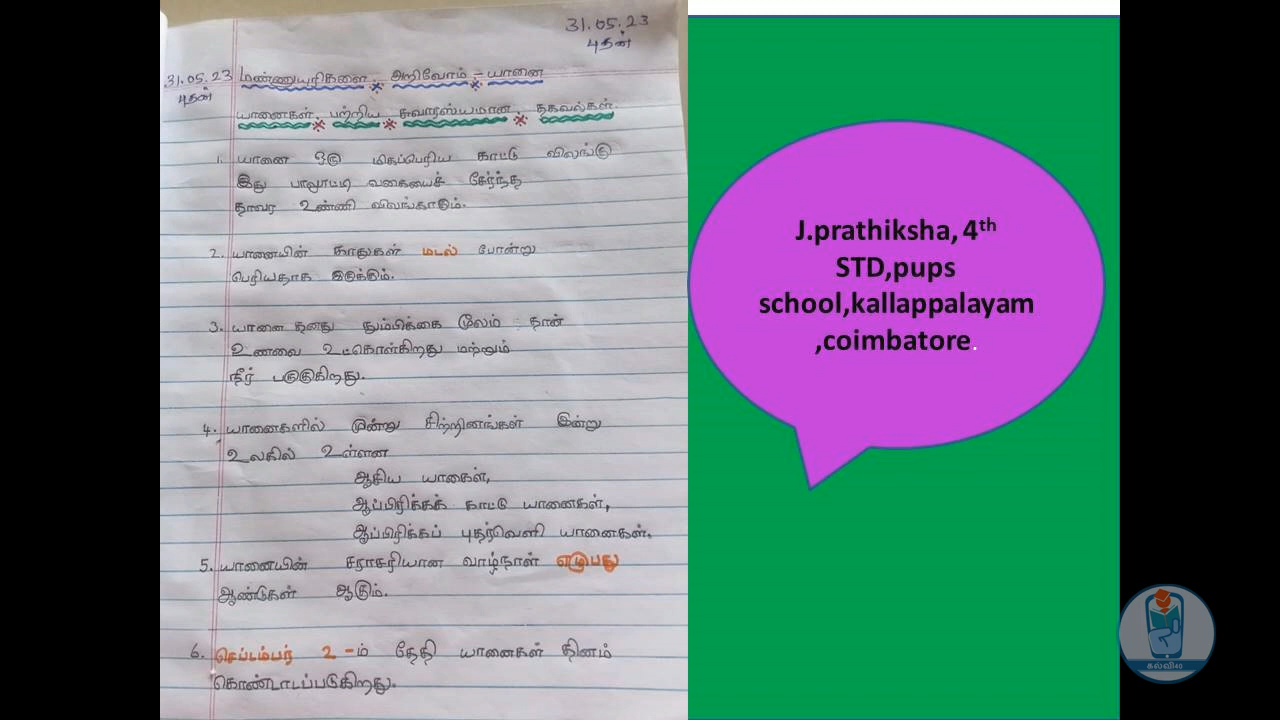 31.05.23
புதன்
31.05.23
புதன்
மண்ணுயிர்களை அறிவோம் - யானை
யானைகள் பற்றிய சுவாரஸ்யமான தகவல்கள்.
1. யானை ஒரு மிகப்பெரிய காட்டு விலங்கு
இது பாலூட்டி வகையைச் சேர்ந்த
தாவர உண்ணி விலங்காகும்.
2. யானையின் காதுகள் மடல் போன்று
பெரியதாக இருக்கும்.
3. யானை தனது தும்பிக்கை மூலம் தான்
உணவை உட்கொள்கிறது மற்றும்
நீர் பருகுகிறது.
4. யானைகளில் மூன்று சிற்றினங்கள் இன்று
உலகில் உள்ளன
ஆசிய யானகள்,
ஆப்பிரிக்கக் காட்டு யானைகள்,
ஆப்பிரிக்கப் புதர்வெளி யானைகள்.
5. யானையின் சராசரியான வாழ்நாள் எழுபது
ஆண்டுகள் ஆகும்.
6. செப்டம்பர் 2 -ம் தேதி யானைகள் தினம்
கொண்டாடப்படுகிறது.
J.prathiksha, 4th
STD,pups
school,kallappalayam
,coimbatore.
கல்வி40